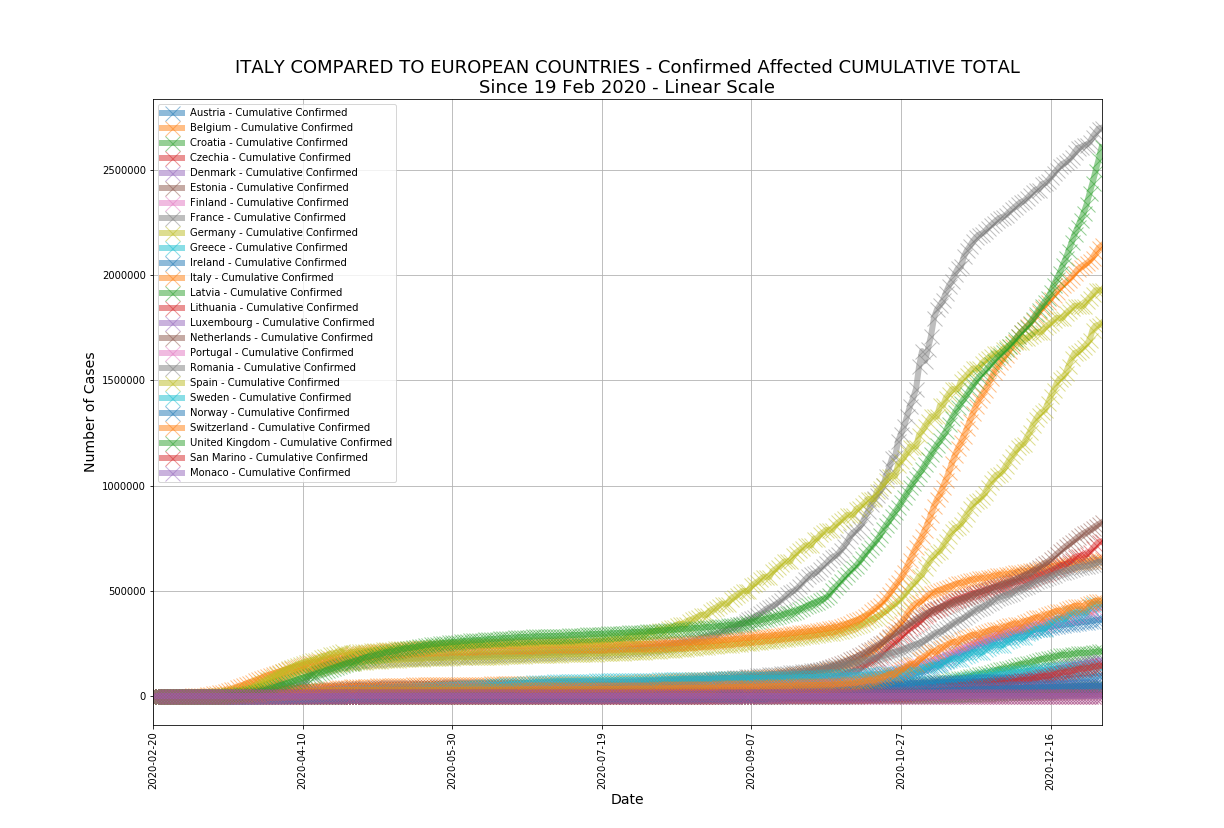 ITALY COMPARED TO EUROPEAN COUNTRIES - Confirmed Affected CUMULATIVE TOTAL
Since 19 Feb 2020 - Linear Scale
Austria - Cumulative Confirmed
Belgium - Cumulative Confirmed
Croatia - Cumulative Confirmed
Czechia - Cumulative Confirmed
Denmark - Cumulative Confirmed
Estonia - Cumulative Confirmed
Finland - Cumulative Confirmed
France - Cumulative Confirmed
Germany - Cumulative Confirmed
Greece - Cumulative Confirmed
Ireland - Cumulative Confirmed
Italy - Cumulative Confirmed
Latvia - Cumulative Confirmed
Lithuania - Cumulative Confirmed
Luxembourg - Cumulative Confirmed
Netherlands - Cumulative Confirmed
Portugal - Cumulative Confirmed
Romania - Cumulative Confirmed
Spain - Cumulative Confirmed
Sweden - Cumulative Confirmed
Norway - Cumulative Confirmed
Switzerland - Cumulative Confirmed
United Kingdom - Cumulative Confirmed
San Marino - Cumulative Confirmed
Monaco - Cumulative Confirmed
Number of Cases
2500000
2000000
1500000
1000000
500000
0
2020-02-20
2020-04-10
2020-05-30
2020-07-19
2020-09-07
2020-10-27
2020-12-16
Date